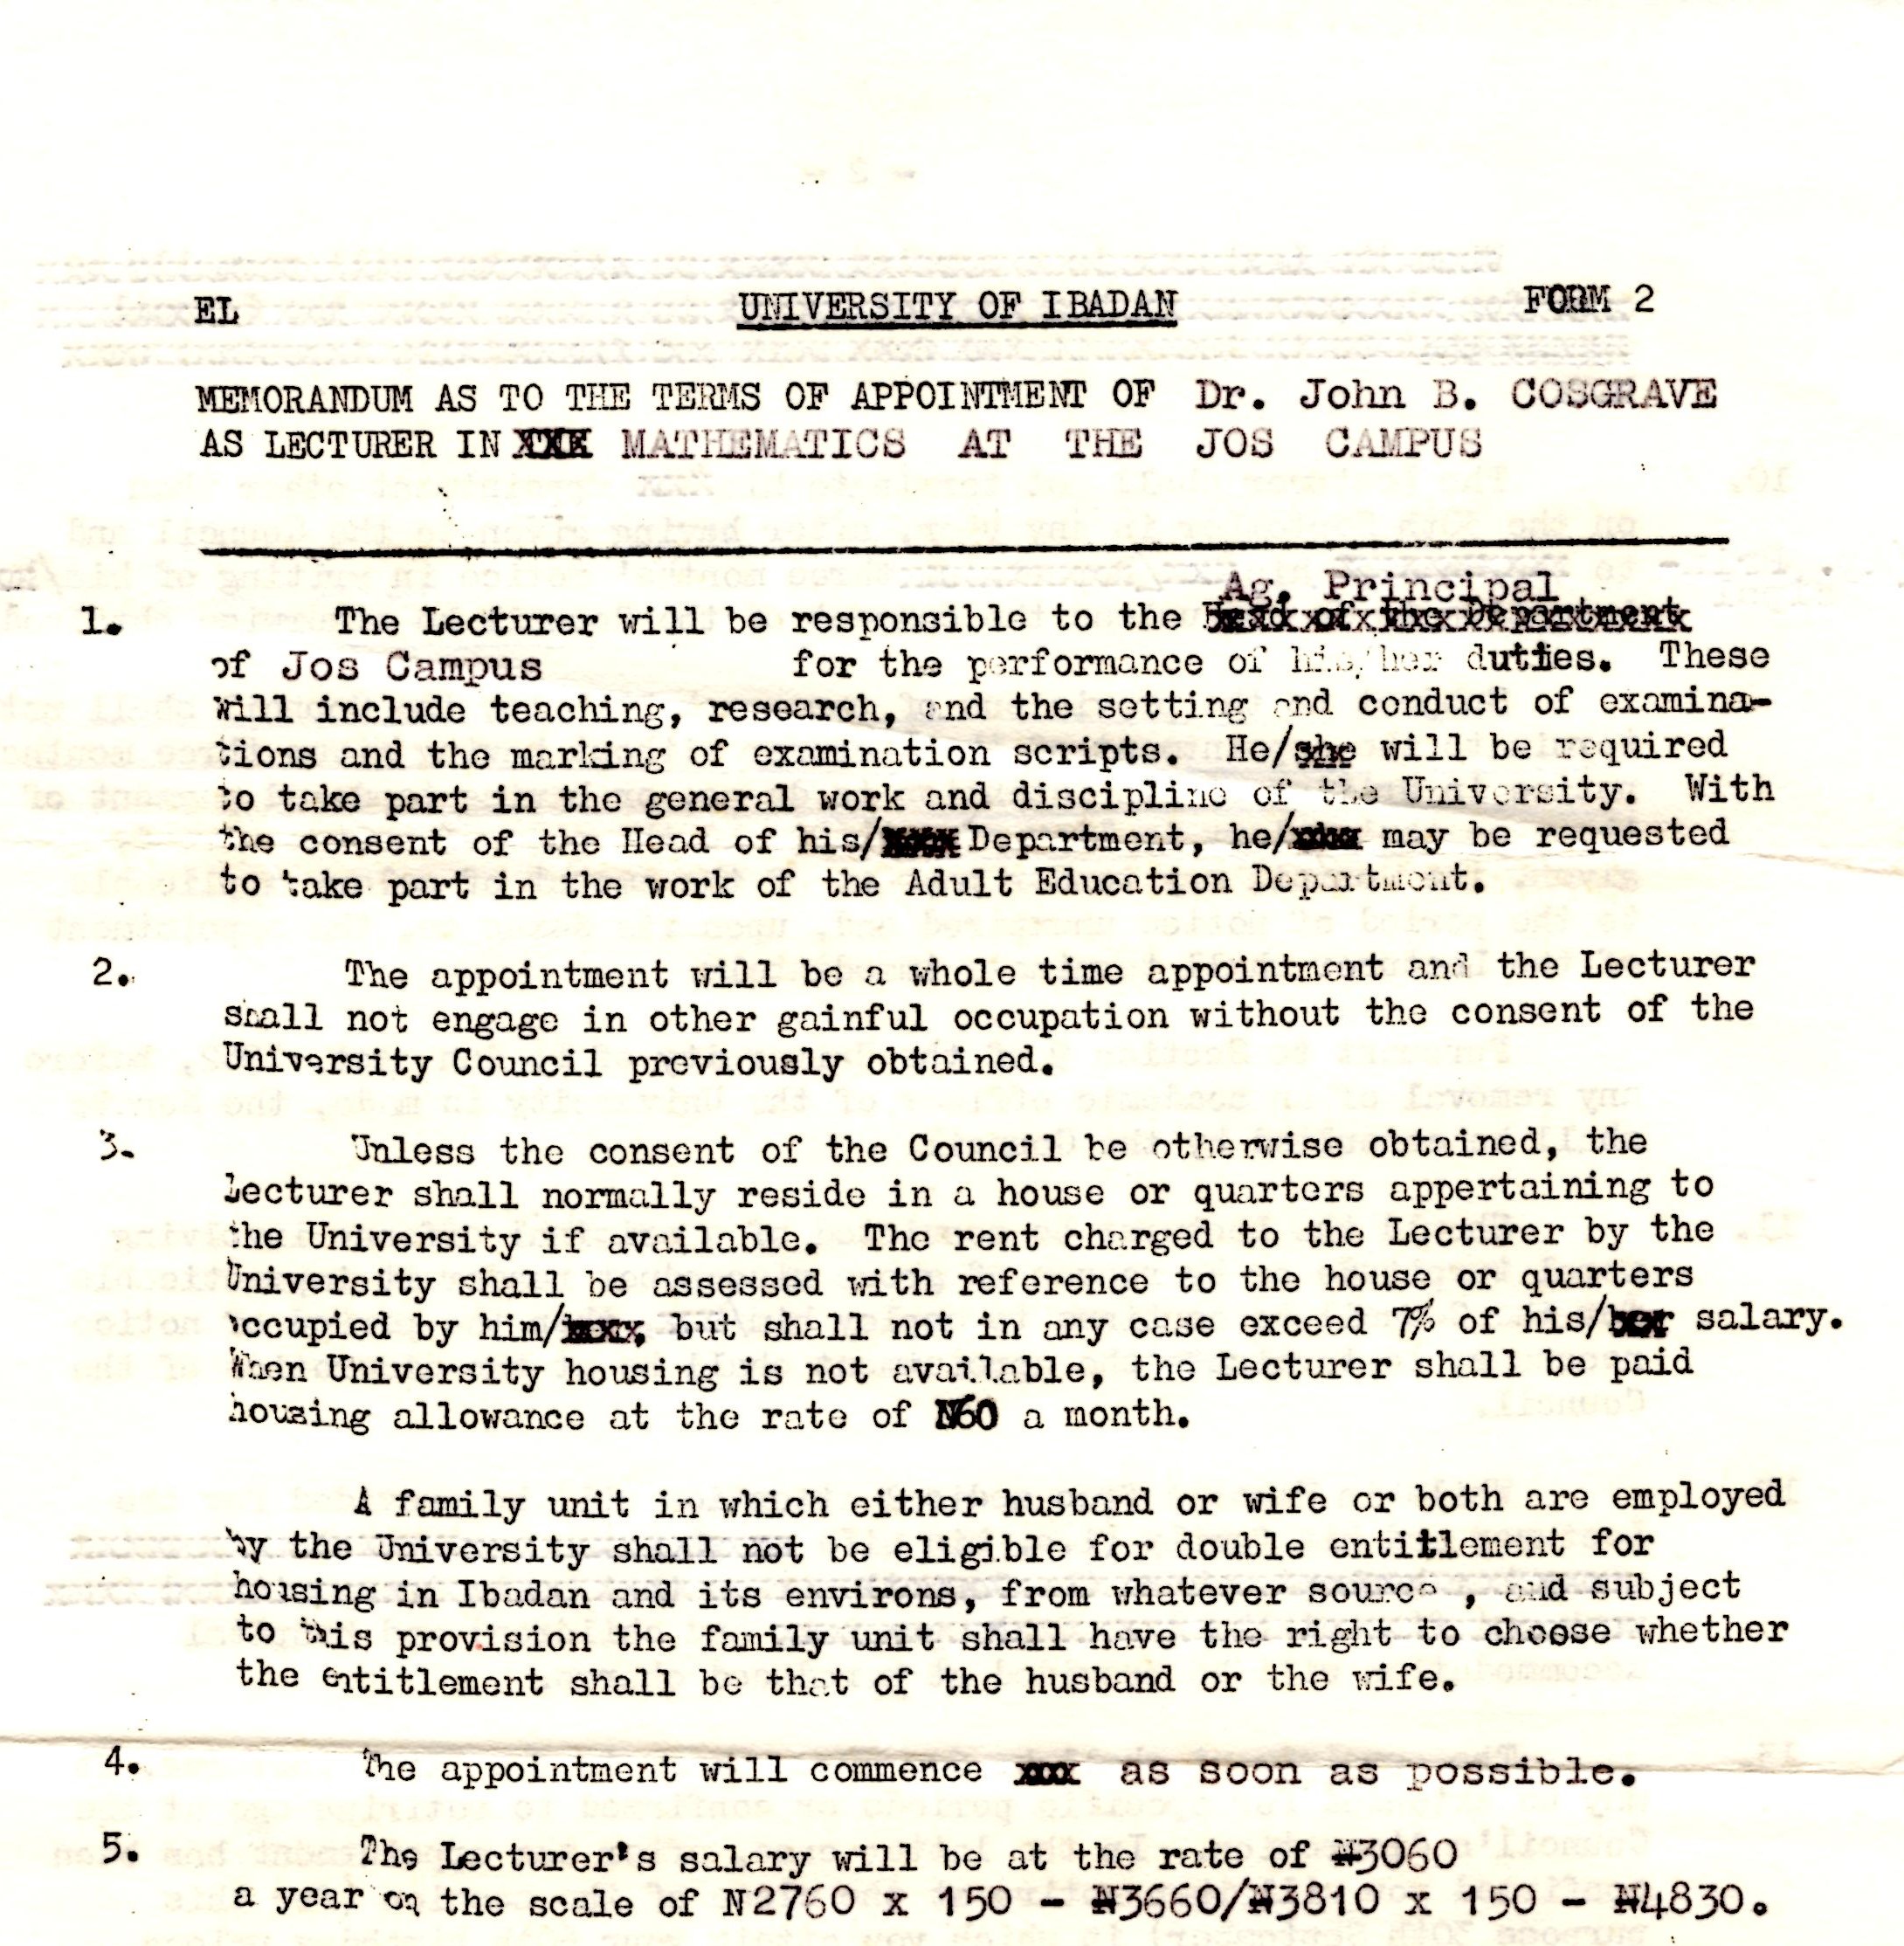 EL UNIVERSITY OF IBADAN FORM 2
MEMORANDUM AS TO THE TERMS OF APPOINTMENT OF Dr. John B. COSGRAVE
AS LECTURER IN MATHEMATICS AT THE JOS CAMPUS
Ag. Principal
1. The Lecturer will be responsible to the Head of the Department
of Jos Campus for the performance of his/her duties. These
will include teaching, research, and the setting and conduct of examina-
tions and the marking of examination scripts. He/she will be required
to take part in the general work and discipline of the University. With
the consent of the Head of his/ Department, he/ may be requested
to take part in the work of the Adult Education Department.
2. The appointment will be a whole time appointment and the Lecturer
shall not engage in other gainful occupation without the consent of the
University Council previously obtained.
3. Unless the consent of the Council be otherwise obtained, the
Lecturer shall normally reside in a house or quarters appertaining to
the University if available. The rent charged to the Lecturer by the
University shall be assessed with reference to the house or quarters
occupied by him/ but shall not in any case exceed 7% of his/her salary.
When University housing is not available, the Lecturer shall be paid
housing allowance at the rate of ₦60 a month.
A family unit in which either husband or wife or both are employed
by the University shall not be eligible for double entitlement for
housing in Ibadan and its environs, from whatever source, and subject
to this provision the family unit shall have the right to choose whether
the entitlement shall be that of the husband or the wife.
4. The appointment will commence as soon as possible.
5. The Lecturer's salary will be at the rate of ₦3060
a year on the scale of N2760 x 150 - ₦3660/₦3810 x 150 - ₦4830.